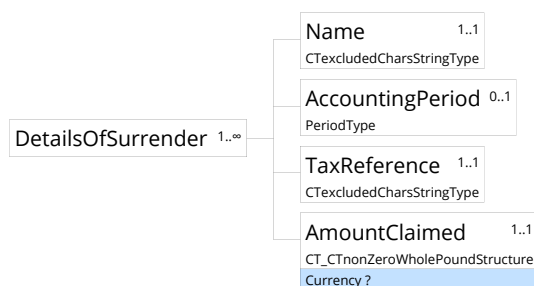 Name 1..1
CTexcludedCharsStringType
AccountingPeriod 0..1
PeriodType
DetailsOfSurrender 1..∞
TaxReference 1..1
CTexcludedCharsStringType
AmountClaimed 1..1
CT_CTnonZeroWholePoundStructure
Currency ?